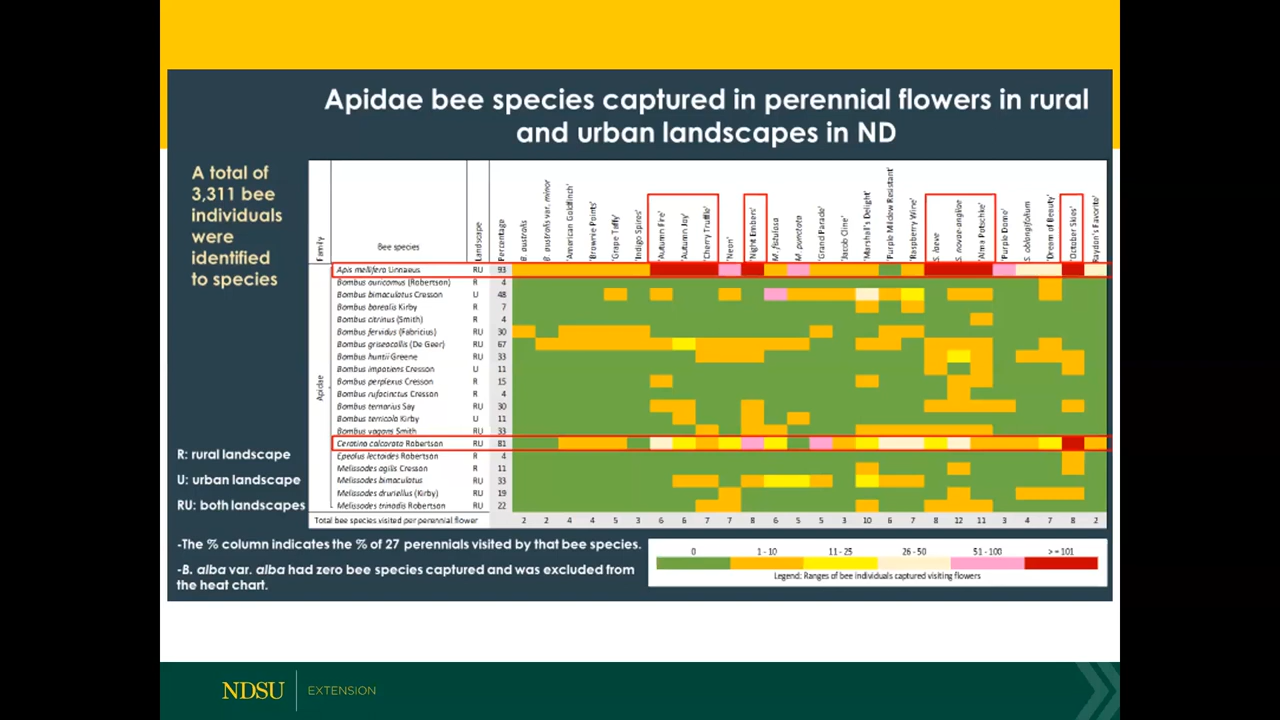 Apidae bee species captured in perennial flowers in rural
and urban landscapes in ND
A total of
3,311 bee
individuals
were
identified
to species
R: rural landscape
U: urban landscape
RU: both landscapes
Family
Bee species
Landscape
Percentage
B. australis
B. australis var. minor
'American Goldfinch'
'Brownie Points'
'Grape Taffy'
'Indigo Spires'
'Autumn Fire'
'Autumn Joy'
'Cherry Truffle'
'Neon'
'Night Embers'
M. fistulosa
M. punctata
'Grand Parade'
'Jacob Cline'
'Marshall's Delight'
'Purple Mildew Resistant'
'Raspberry Wine'
S. laeve
S. novae-angliae
'Alma Potschke'
'Purple Dome'
S. oblongifolium
'Dream of Beauty'
'October Skies'
'Raydon's Favorite'
Apidae
Apis mellifera Linnaeus RU 93
Bombus auricomus (Robertson) R 4
Bombus bimaculatus Cresson U 48
Bombus borealis Kirby R 7
Bombus citrinus (Smith) R 4
Bombus fervidus (Fabricius) RU 30
Bombus griseocollis (De Geer) RU 67
Bombus huntii Greene RU 33
Bombus impatiens Cresson U 11
Bombus perplexus Cresson R 15
Bombus rufocinctus Cresson R 4
Bombus ternarius Say RU 30
Bombus terricola Kirby U 11
Bombus vagans Smith RU 33
Ceratina calcarata Robertson RU 81
Epeolus lectoides Robertson R 4
Melissodes agilis Cresson R 11
Melissodes bimaculatus RU 33
Melissodes druriellus (Kirby) RU 19
Melissodes trinodis Robertson RU 22
Total bee species visited per perennial flower 2 2 4 4 5 3 6 6 7 7 8 6 5 5 3 10 6 7 8 12 11 3 4 7 8 2
-The % column indicates the % of 27 perennials visited by that bee species.
-B. alba var. alba had zero bee species captured and was excluded from
the heat chart.
0 1 - 10 11 - 25 26 - 50 51 - 100 > = 101
Legend: Ranges of bee individuals captured visiting flowers
NDSU EXTENSION